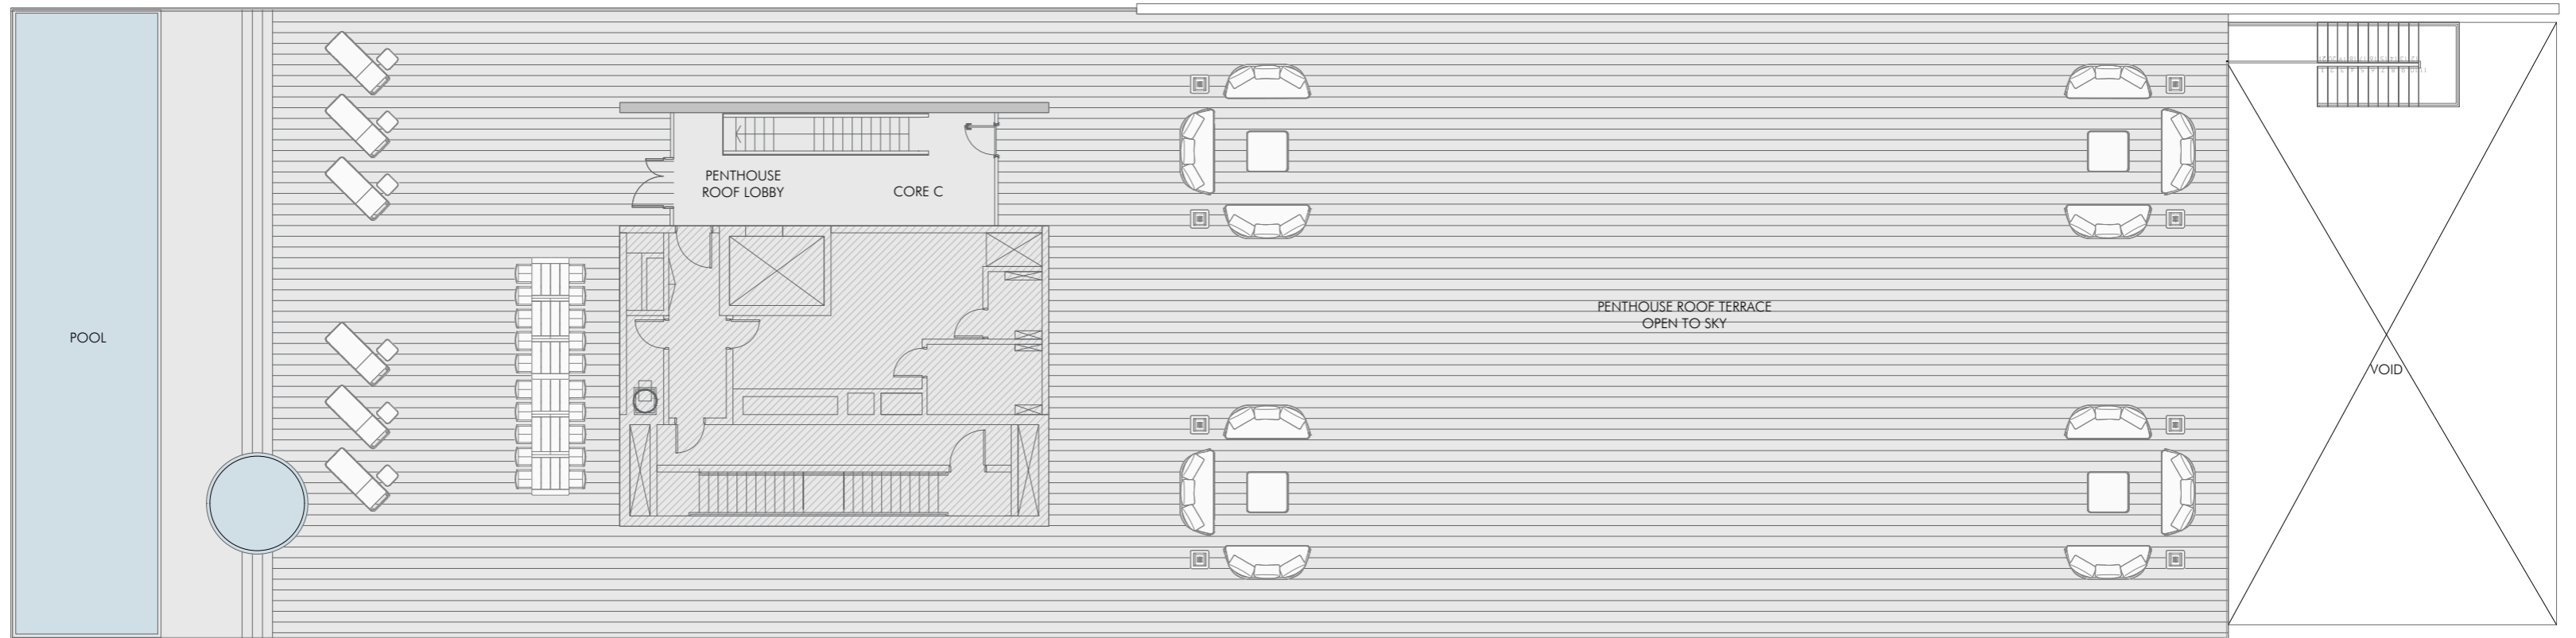 PENTHOUSE
ROOF LOBBY
CORE C
PENTHOUSE ROOF TERRACE
OPEN TO SKY
POOL
VOID